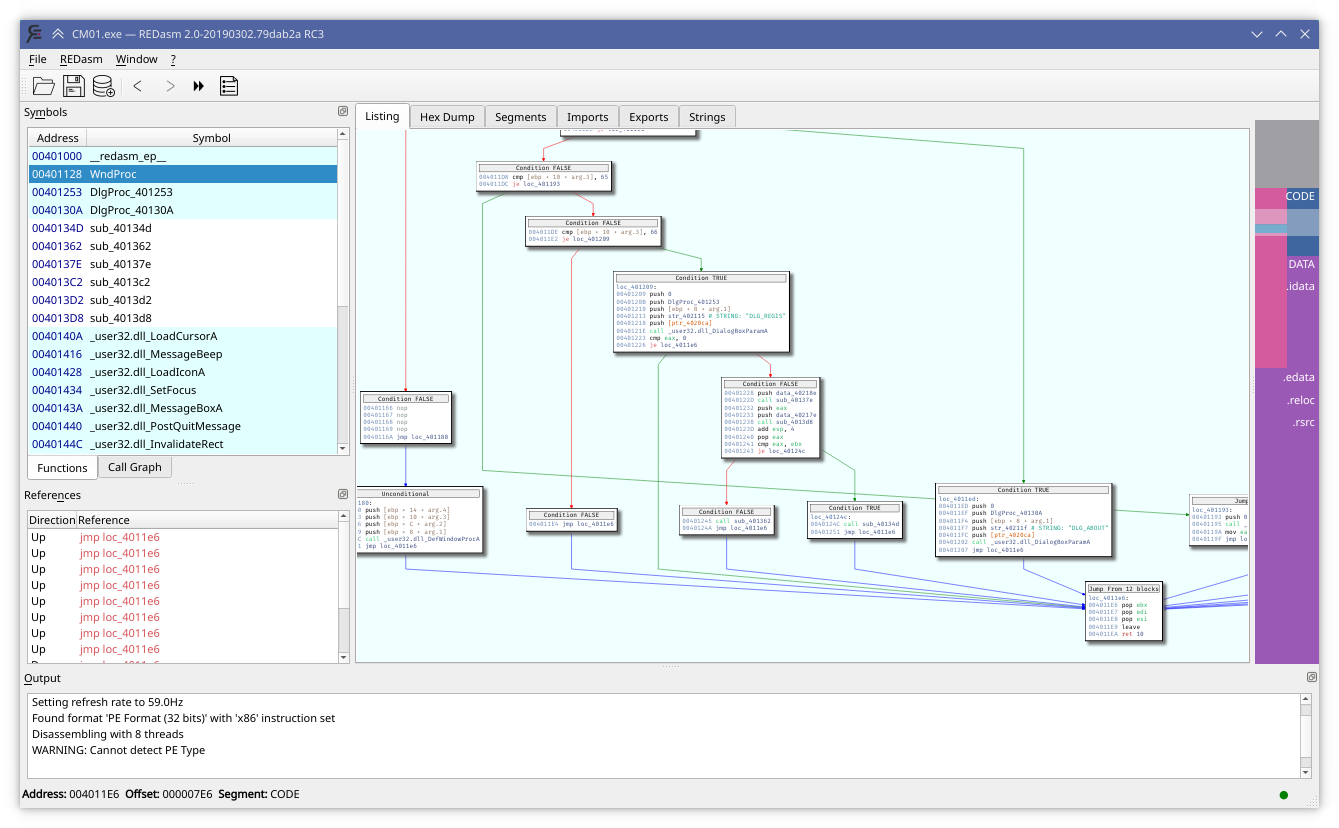 CM01.exe — REDasm 2.0-20190302.79dab2a RC3
File REDasm Window ?
Symbols
Address Symbol
00401000 __redasm_ep__
00401128 WndProc
00401253 DlgProc_401253
0040130A DlgProc_40130A
0040134D sub_40134d
00401362 sub_401362
0040137E sub_40137e
004013C2 sub_4013c2
004013D2 sub_4013d2
004013D8 sub_4013d8
0040140A _user32.dll_LoadCursorA
00401416 _user32.dll_MessageBeep
00401428 _user32.dll_LoadIconA
00401434 _user32.dll_SetFocus
0040143A _user32.dll_MessageBoxA
00401440 _user32.dll_PostQuitMessage
0040144C _user32.dll_InvalidateRect
Functions Call Graph
References
Direction Reference
Up jmp loc_4011e6
Up jmp loc_4011e6
Up jmp loc_4011e6
Up jmp loc_4011e6
Up jmp loc_4011e6
Up jmp loc_4011e6
Up jmp loc_4011e6
Up jmp loc_4011e6
Listing Hex Dump Segments Imports Exports Strings
Condition FALSE
004011D8 cmp [ebp + 10 + arg.3], 65
004011DC je loc_401193
Condition FALSE
004011DE cmp [ebp + 10 + arg.3], 66
004011E2 je loc_401209
Condition TRUE
loc_401209:
00401209 push 0
0040120B push DlgProc_401253
00401210 push [ebp + 8 + arg.1]
00401213 push str_402115 # STRING: "DLG_REGIS"
00401218 push [ptr_4020ca]
0040121E call _user32.dll_DialogBoxParamA
00401223 cmp eax, 0
00401226 je loc_4011e6
Condition FALSE
00401228 push data_40218e
0040122D call sub_40137e
00401232 push eax
00401233 push data_40217e
00401238 call sub_4013d8
0040123D add esp, 4
00401240 pop eax
00401241 cmp eax, ebx
00401243 je loc_40124c
Condition FALSE
00401166 nop
00401167 nop
00401168 nop
00401169 nop
0040116A jmp loc_401180
Unconditional
180:
0 push [ebp + 14 + arg.4]
3 push [ebp + 10 + arg.3]
6 push [ebp + C + arg.2]
9 push [ebp + 8 + arg.1]
C call _user32.dll_DefWindowProcA
1 jmp loc_4011e6
Condition FALSE
004011E4 jmp loc_4011e6
Condition FALSE
00401245 call sub_401362
0040124A jmp loc_4011e6
Condition TRUE
loc_40124c:
0040124C call sub_40134d
00401251 jmp loc_4011e6
Condition TRUE
loc_4011ed:
004011ED push 0
004011EF push DlgProc_40130A
004011F4 push [ebp + 8 + arg.1]
004011F7 push str_40211f # STRING: "DLG_ABOUT"
004011FC push [ptr_4020ca]
00401202 call _user32.dll_DialogBoxParamA
00401207 jmp loc_4011e6
Jump
loc_401193:
00401193 push 0
00401195 call _
0040119A mov ea
0040119F jmp lo
Jump From 12 blocks
loc_4011e6:
004011E6 pop ebx
004011E7 pop edi
004011E8 pop esi
004011E9 leave
004011EA ret 10
CODE
DATA
.idata
.edata
.reloc
.rsrc
Output
Setting refresh rate to 59.0Hz
Found format 'PE Format (32 bits)' with 'x86' instruction set
Disassembling with 8 threads
WARNING: Cannot detect PE Type
Address: 004011E6 Offset: 000007E6 Segment: CODE